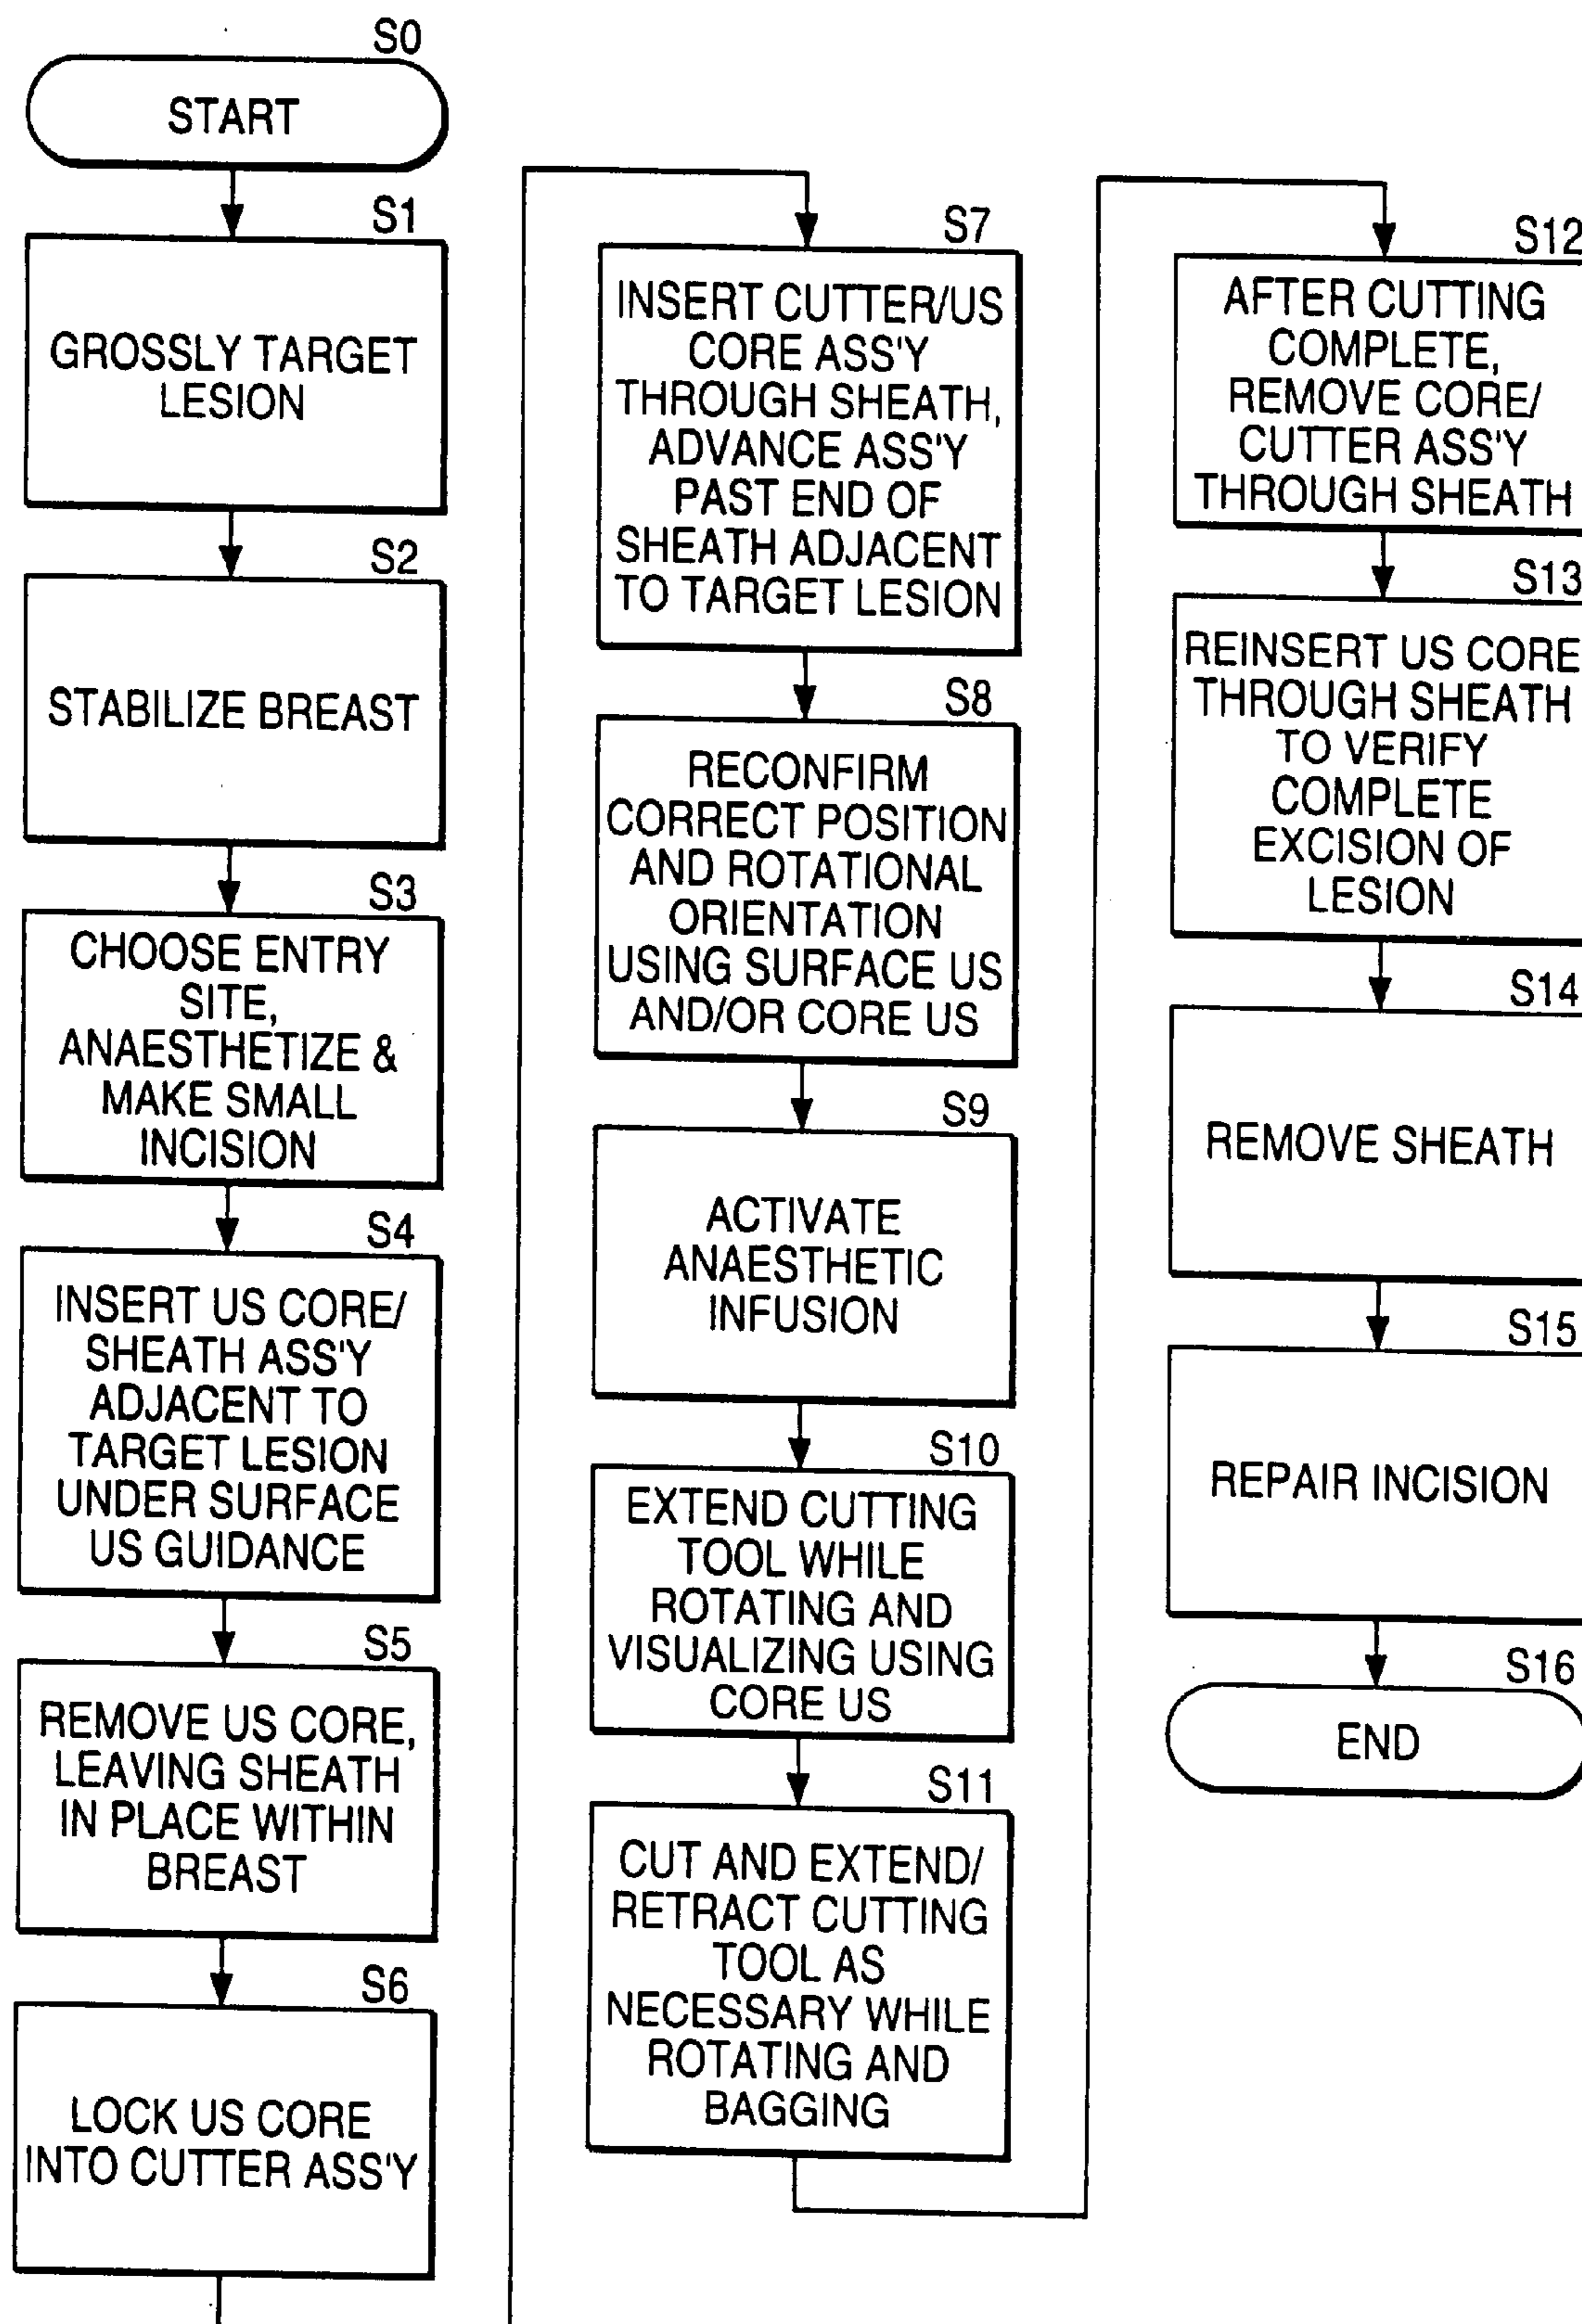 S0
START
S1
GROSSLY TARGET
LESION
S2
STABILIZE BREAST
S3
CHOOSE ENTRY
SITE,
ANAESTHETIZE &
MAKE SMALL
INCISION
S4
INSERT US CORE/
SHEATH ASS'Y
ADJACENT TO
TARGET LESION
UNDER SURFACE
US GUIDANCE
S5
REMOVE US CORE,
LEAVING SHEATH
IN PLACE WITHIN
BREAST
S6
LOCK US CORE
INTO CUTTER ASS'Y
S7
INSERT CUTTER/US
CORE ASS'Y
THROUGH SHEATH,
ADVANCE ASS'Y
PAST END OF
SHEATH ADJACENT
TO TARGET LESION
S8
RECONFIRM
CORRECT POSITION
AND ROTATIONAL
ORIENTATION
USING SURFACE US
AND/OR CORE US
S9
ACTIVATE
ANAESTHETIC
INFUSION
S10
EXTEND CUTTING
TOOL WHILE
ROTATING AND
VISUALIZING USING
CORE US
S11
CUT AND EXTEND/
RETRACT CUTTING
TOOL AS
NECESSARY WHILE
ROTATING AND
BAGGING
S12
AFTER CUTTING
COMPLETE,
REMOVE CORE/
CUTTER ASS'Y
THROUGH SHEATH
S13
REINSERT US CORE
THROUGH SHEATH
TO VERIFY
COMPLETE
EXCISION OF
LESION
S14
REMOVE SHEATH
S15
REPAIR INCISION
S16
END